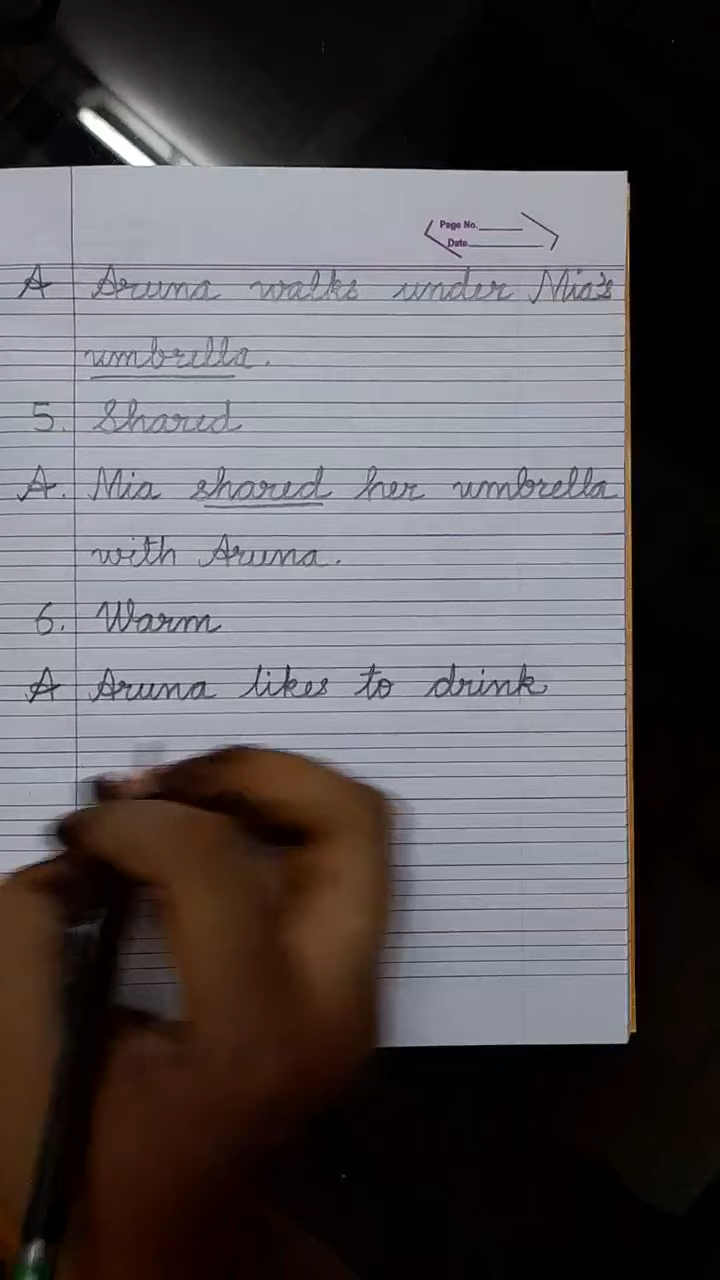 Page No.
Date
A Aruna walks under Mia's
umbrella.
5. Shared
A. Mia shared her umbrella
with Aruna.
6. Warm
A Aruna likes to drink